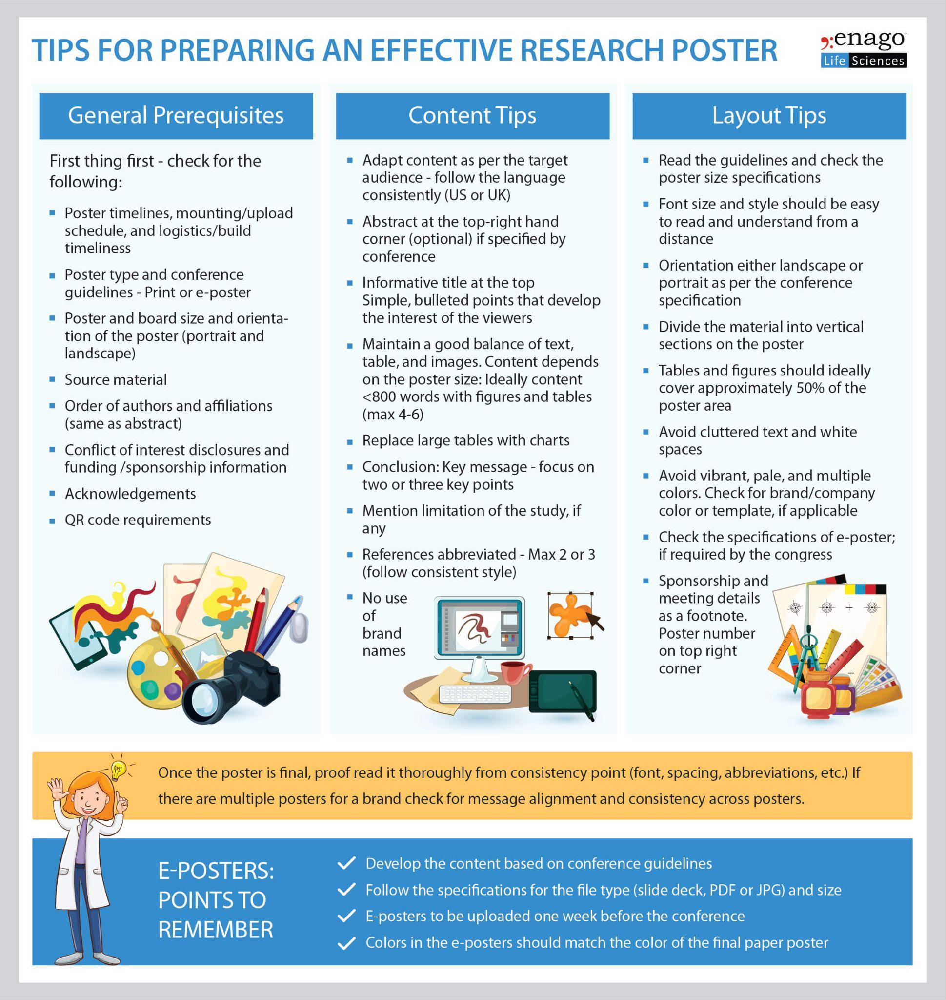 TIPS FOR PREPARING AN EFFECTIVE RESEARCH POSTER
enago
Life Sciences
General Prerequisites
First thing first - check for the
following:
Poster timelines, mounting/upload
schedule, and logistics/build
timeliness
Poster type and conference
guidelines - Print or e-poster
Poster and board size and orienta-
tion of the poster (portrait and
landscape)
Source material
Order of authors and affiliations
(same as abstract)
Conflict of interest disclosures and
funding /sponsorship information
Acknowledgements
QR code requirements
Content Tips
Adapt content as per the target
audience - follow the language
consistently (US or UK)
Abstract at the top-right hand
corner (optional) if specified by
conference
Informative title at the top
Simple, bulleted points that develop
the interest of the viewers
Maintain a good balance of text,
table, and images. Content depends
on the poster size: Ideally content
<800 words with figures and tables
(max 4-6)
Replace large tables with charts
Conclusion: Key message - focus on
two or three key points
Mention limitation of the study, if
any
References abbreviated - Max 2 or 3
(follow consistent style)
No use
of
brand
names
Layout Tips
Read the guidelines and check the
poster size specifications
Font size and style should be easy
to read and understand from a
distance
Orientation either landscape or
portrait as per the conference
specification
Divide the material into vertical
sections on the poster
Tables and figures should ideally
cover approximately 50% of the
poster area
Avoid cluttered text and white
spaces
Avoid vibrant, pale, and multiple
colors. Check for brand/company
color or template, if applicable
Check the specifications of e-poster;
if required by the congress
Sponsorship and
meeting details
as a footnote.
Poster number
on top right
corner
Once the poster is final, proof read it thoroughly from consistency point (font, spacing, abbreviations, etc.) If
there are multiple posters for a brand check for message alignment and consistency across posters.
E-POSTERS:
POINTS TO
REMEMBER
Develop the content based on conference guidelines
Follow the specifications for the file type (slide deck, PDF or JPG) and size
E-posters to be uploaded one week before the conference
Colors in the e-posters should match the color of the final paper poster